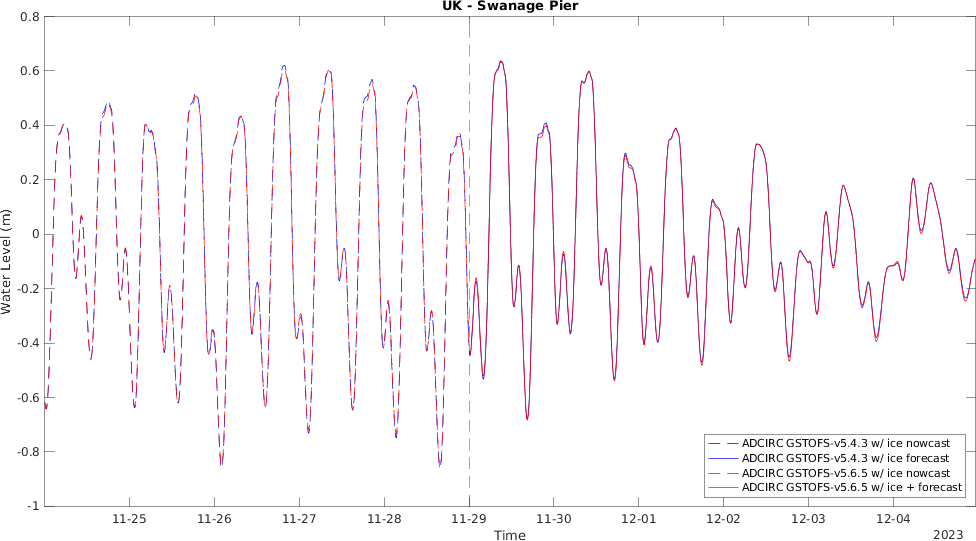 UK - Swanage Pier
0.8
0.6
0.4
0.2
0
-0.2
-0.4
-0.6
-0.8
-1
Water Level (m)
11-25 11-26 11-27 11-28 11-29 11-30 12-01 12-02 12-03 12-04
Time
2023
ADCIRC GSTOFS-v5.4.3 w/ ice nowcast
ADCIRC GSTOFS-v5.4.3 w/ ice forecast
ADCIRC GSTOFS-v5.6.5 w/ ice nowcast
ADCIRC GSTOFS-v5.6.5 w/ ice + forecast